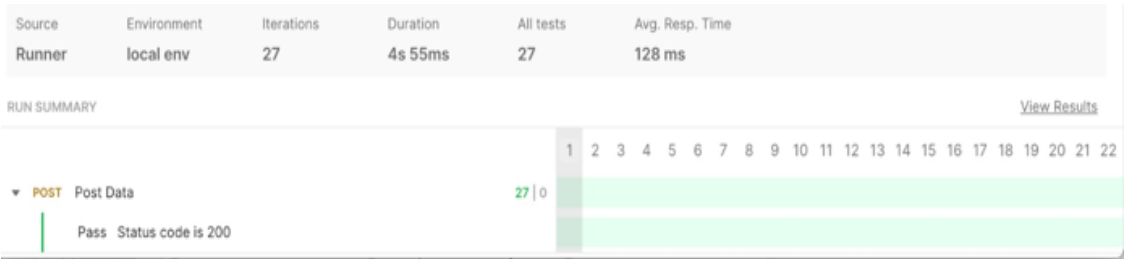 Source Environment Iterations Duration All tests Avg. Resp. Time
Runner local env 27 4s 55ms 27 128 ms
RUN SUMMARY View Results
1 2 3 4 5 6 7 8 9 10 11 12 13 14 15 16 17 18 19 20 21 22
POST Post Data 27 | 0
Pass Status code is 200